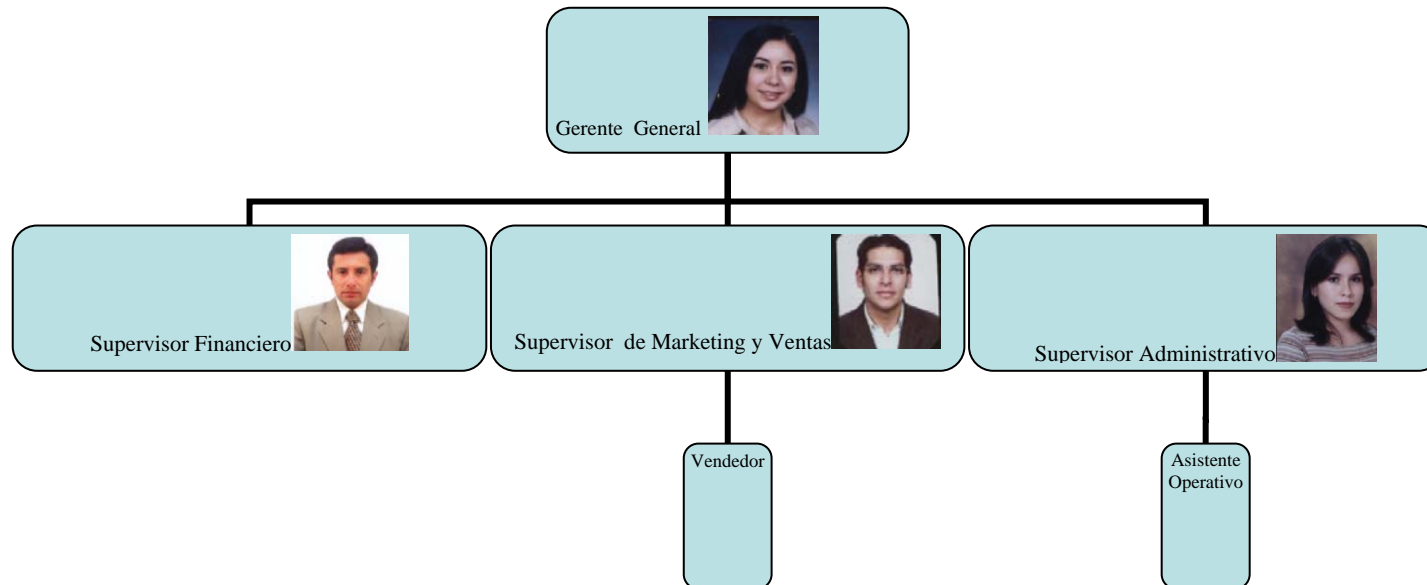 Gerente  General
Supervisor Financiero
Supervisor  de Marketing y Ventas
Supervisor Administrativo
Vendedor
Asistente
Operativo